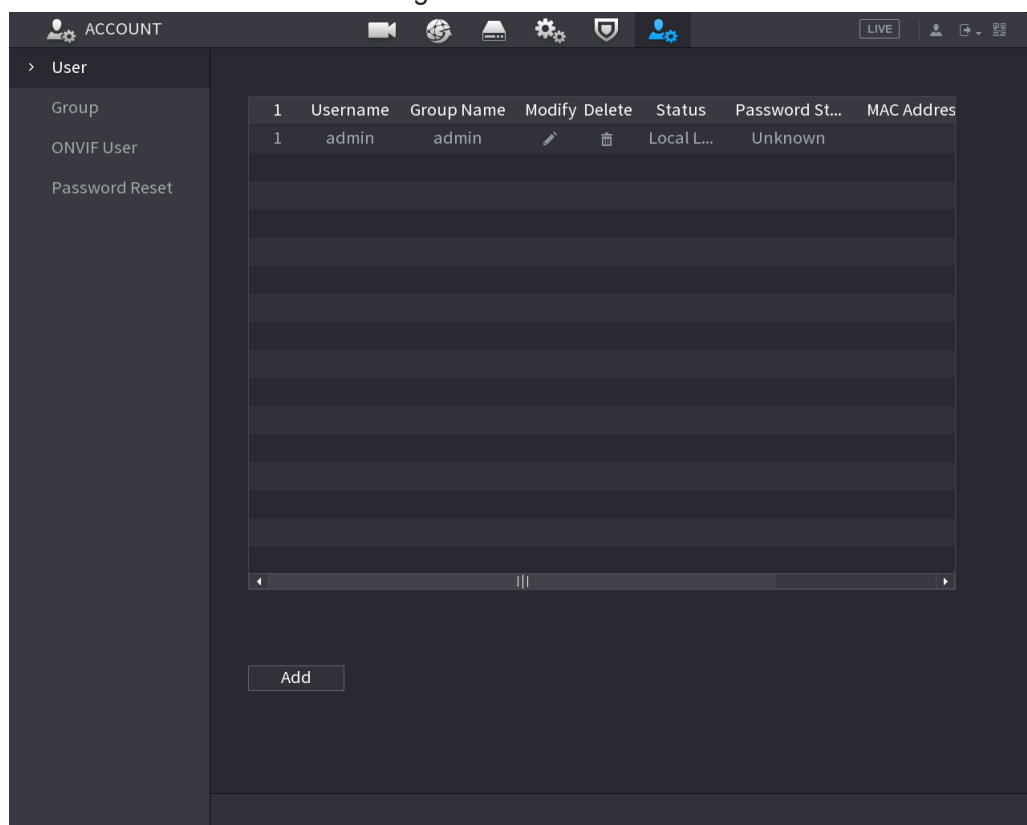 ACCOUNT
LIVE
User
Group
ONVIF User
Password Reset
1 Username Group Name Modify Delete Status Password St... MAC Addres
1 admin admin Local L... Unknown
Add